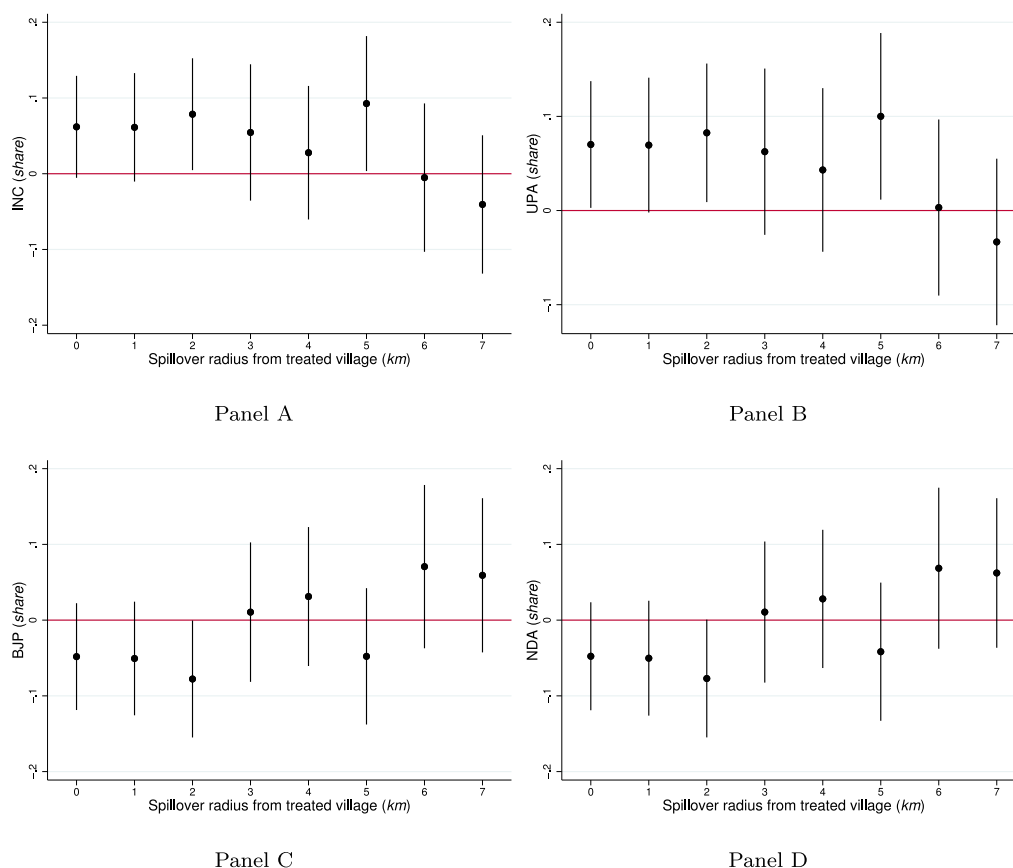 INC (share)
.2
.1
0
-.1
-.2
0 1 2 3 4 5 6 7
Spillover radius from treated village (km)
Panel A
UPA (share)
.2
.1
0
-.1
0 1 2 3 4 5 6 7
Spillover radius from treated village (km)
Panel B
BJP (share)
.2
.1
0
-.1
-.2
0 1 2 3 4 5 6 7
Spillover radius from treated village (km)
Panel C
NDA (share)
.2
.1
0
-.1
-.2
0 1 2 3 4 5 6 7
Spillover radius from treated village (km)
Panel D